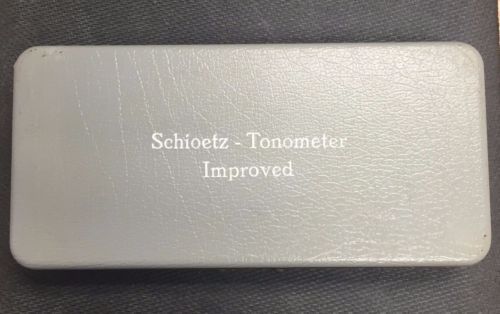 Schioetz - Tonometer
Improved